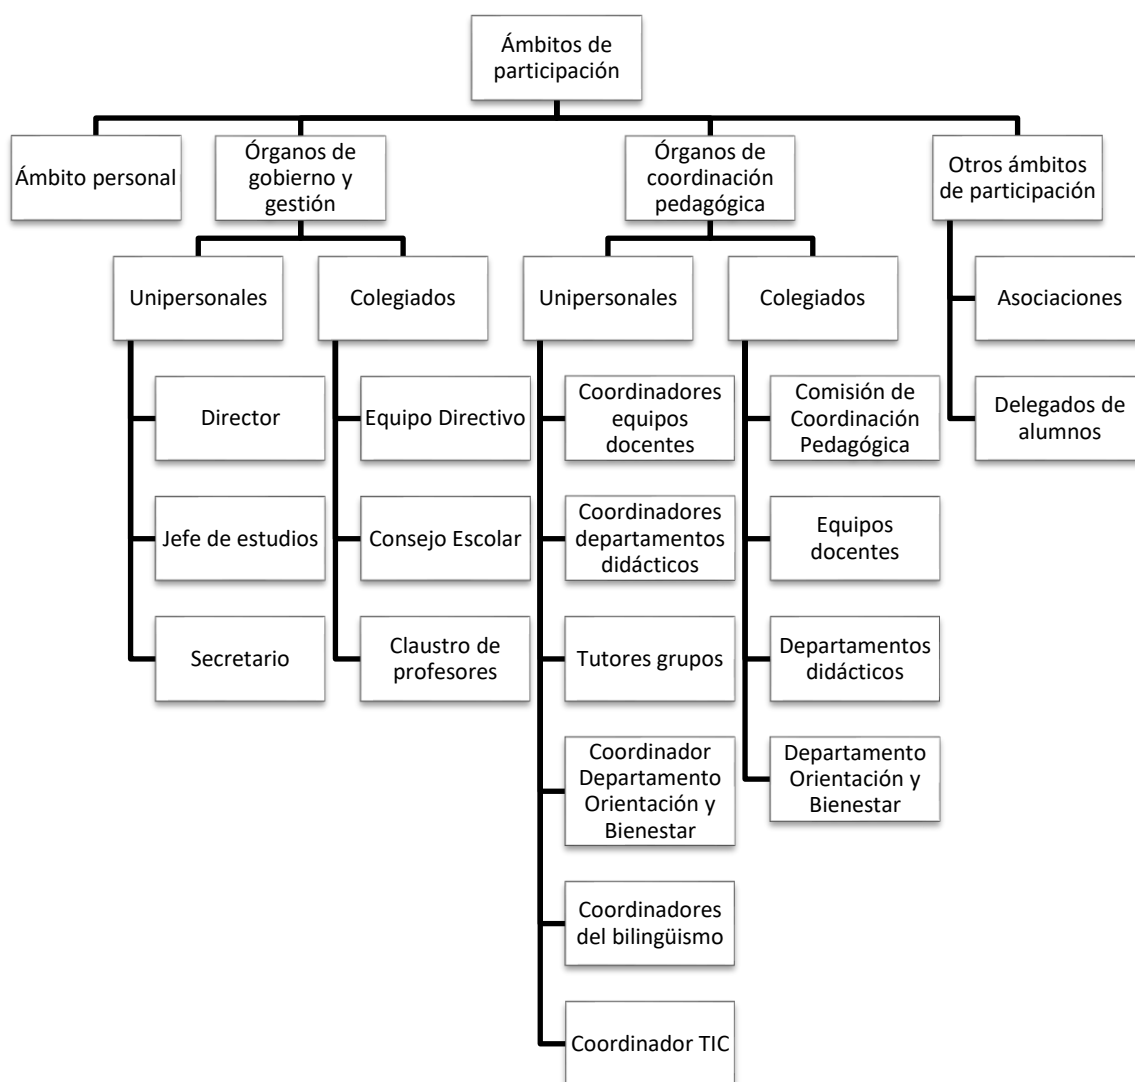 Ámbitos de
participación
Ámbito personal
Órganos de
gobierno y
gestión
Órganos de
coordinación
pedagógica
Otros ámbitos
de participación
Unipersonales
Colegiados
Unipersonales
Colegiados
Asociaciones
Director
Equipo Directivo
Coordinadores
equipos
docentes
Comisión de
Coordinación
Pedagógica
Delegados de
alumnos
Jefe de estudios
Consejo Escolar
Coordinadores
departamentos
didácticos
Equipos
docentes
Secretario
Claustro de
profesores
Tutores grupos
Departamentos
didácticos
Coordinador
Departamento
Orientación y
Bienestar
Departamento
Orientación y
Bienestar
Coordinadores
del bilingüismo
Coordinador TIC